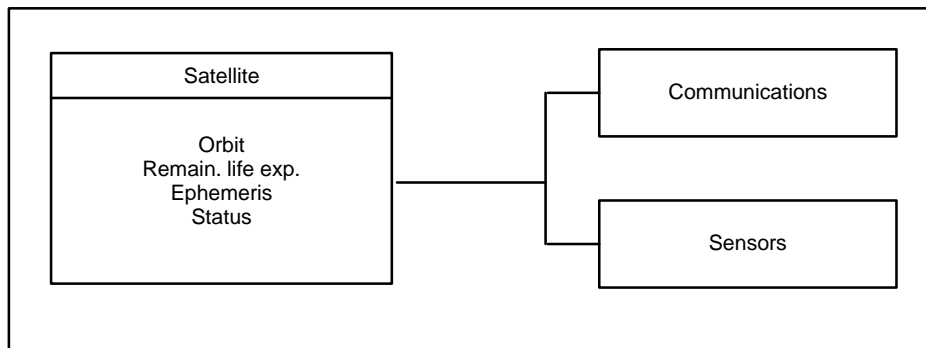 Satellite
Orbit
Remain. life exp.
Ephemeris
Status
Communications
Sensors